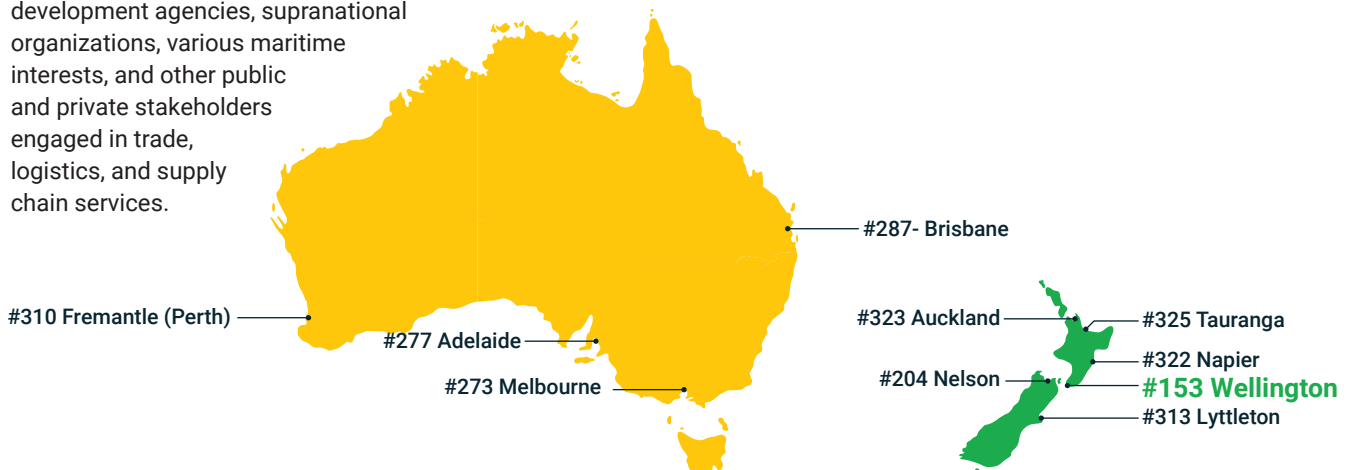 development agencies, supranational
organizations, various maritime
interests, and other public
and private stakeholders
engaged in trade,
logistics, and supply
chain services.
#287- Brisbane
#310 Fremantle (Perth)
#277 Adelaide
#273 Melbourne
#323 Auckland
#325 Tauranga
#322 Napier
#204 Nelson
#153 Wellington
#313 Lyttleton